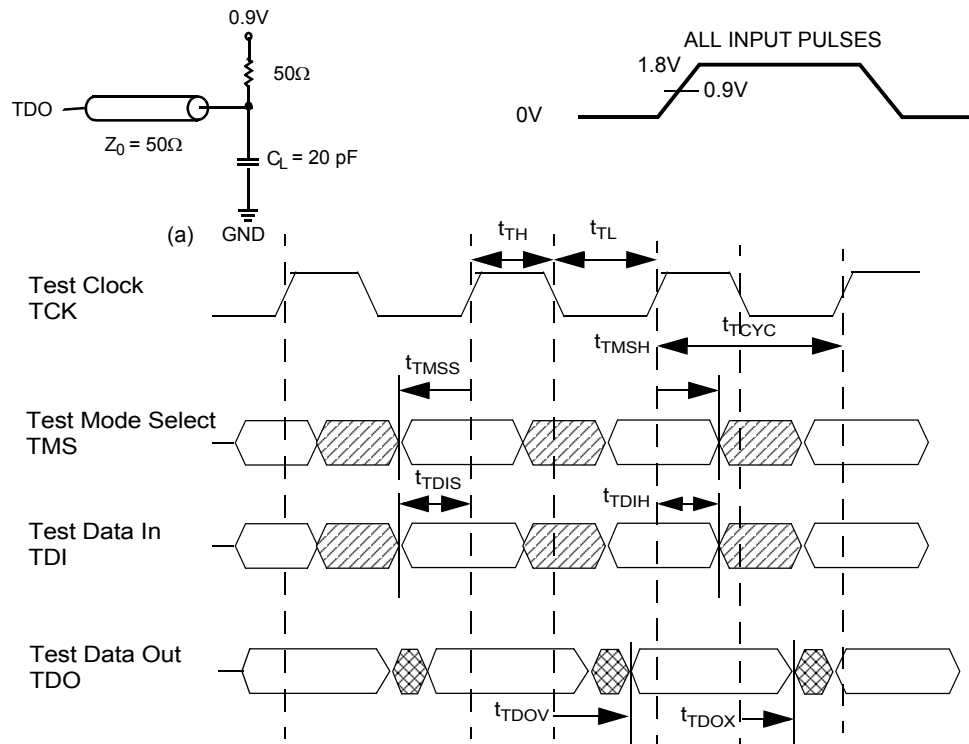 0.9V
ALL INPUT PULSES
50Ω
1.8V
0.9V
TDO
0V
Z0 = 50Ω
CL = 20 pF
(a)
GND
tTH
tTL
Test Clock
TCK
tTCYC
tTMSH
tTMSS
Test Mode Select
TMS
tTDIS
tTDIH
Test Data In
TDI
Test Data Out
TDO
tTDOV
tTDOX